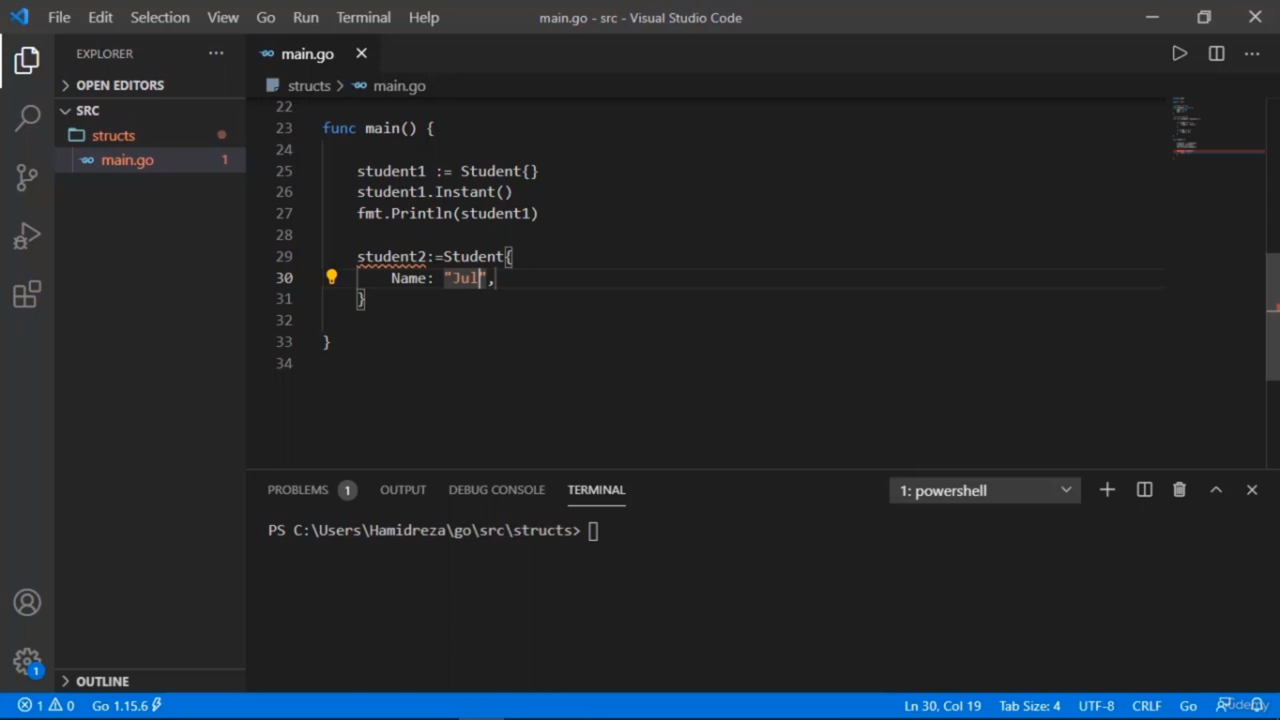 File Edit Selection View Go Run Terminal Help main.go - src - Visual Studio Code
EXPLORER
main.go
OPEN EDITORS
structs main.go
SRC
structs
main.go 1
22
23 func main() {
24
25 student1 := Student{}
26 student1.Instant()
27 fmt.Println(student1)
28
29 student2:=Student{
30 Name: "Jul",
31 }
32
33 }
34
PROBLEMS 1 OUTPUT DEBUG CONSOLE TERMINAL 1: powershell
PS C:\Users\Hamidreza\go\src\structs>
1
OUTLINE
1 0 Go 1.15.6 Ln 30, Col 19 Tab Size: 4 UTF-8 CRLF Go
Udemy